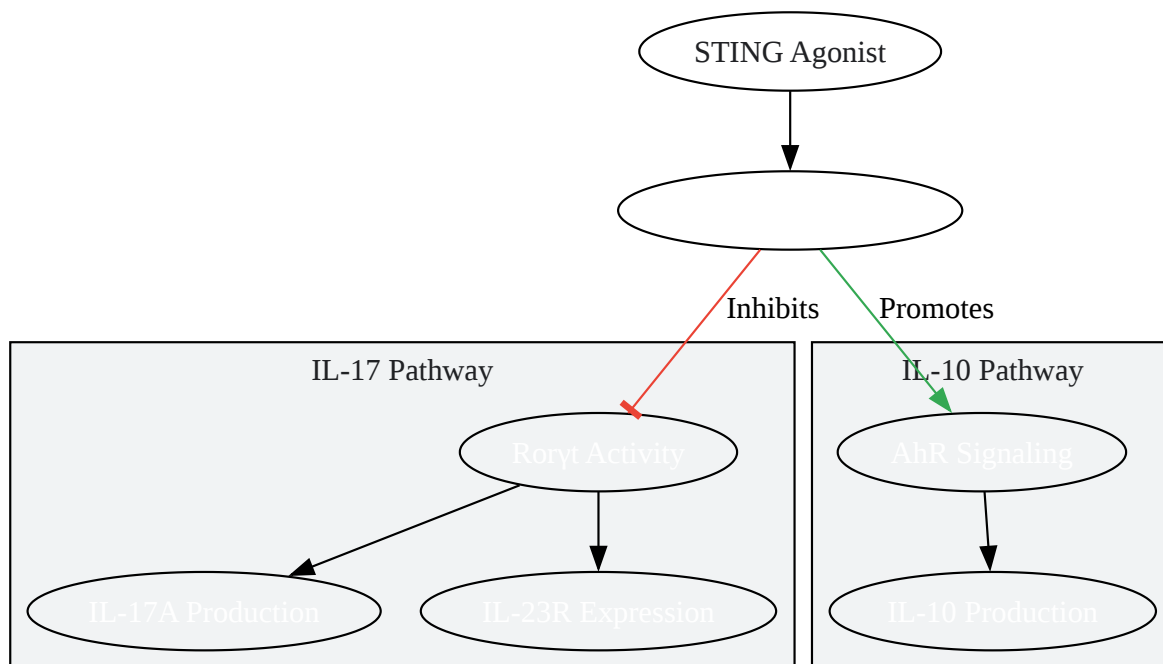 STING Agonist
Inhibits
Promotes
IL-17 Pathway
IL-10 Pathway
Rorγt Activity
AhR Signaling
IL-17A Production
IL-23R Expression
IL-10 Production